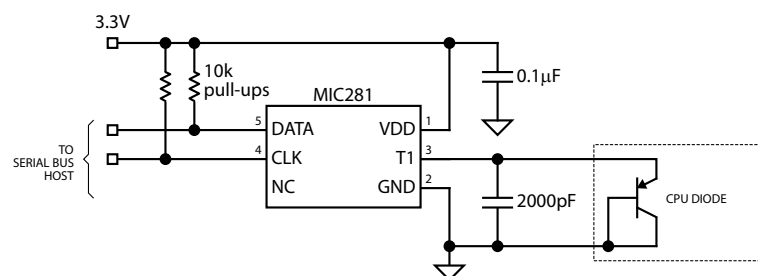 3.3V
10k
pull-ups
0.1µF
MIC281
5 DATA
VDD 1
TO
SERIAL BUS
HOST
4 CLK
T1 3
NC
GND 2
2000pF
CPU DIODE